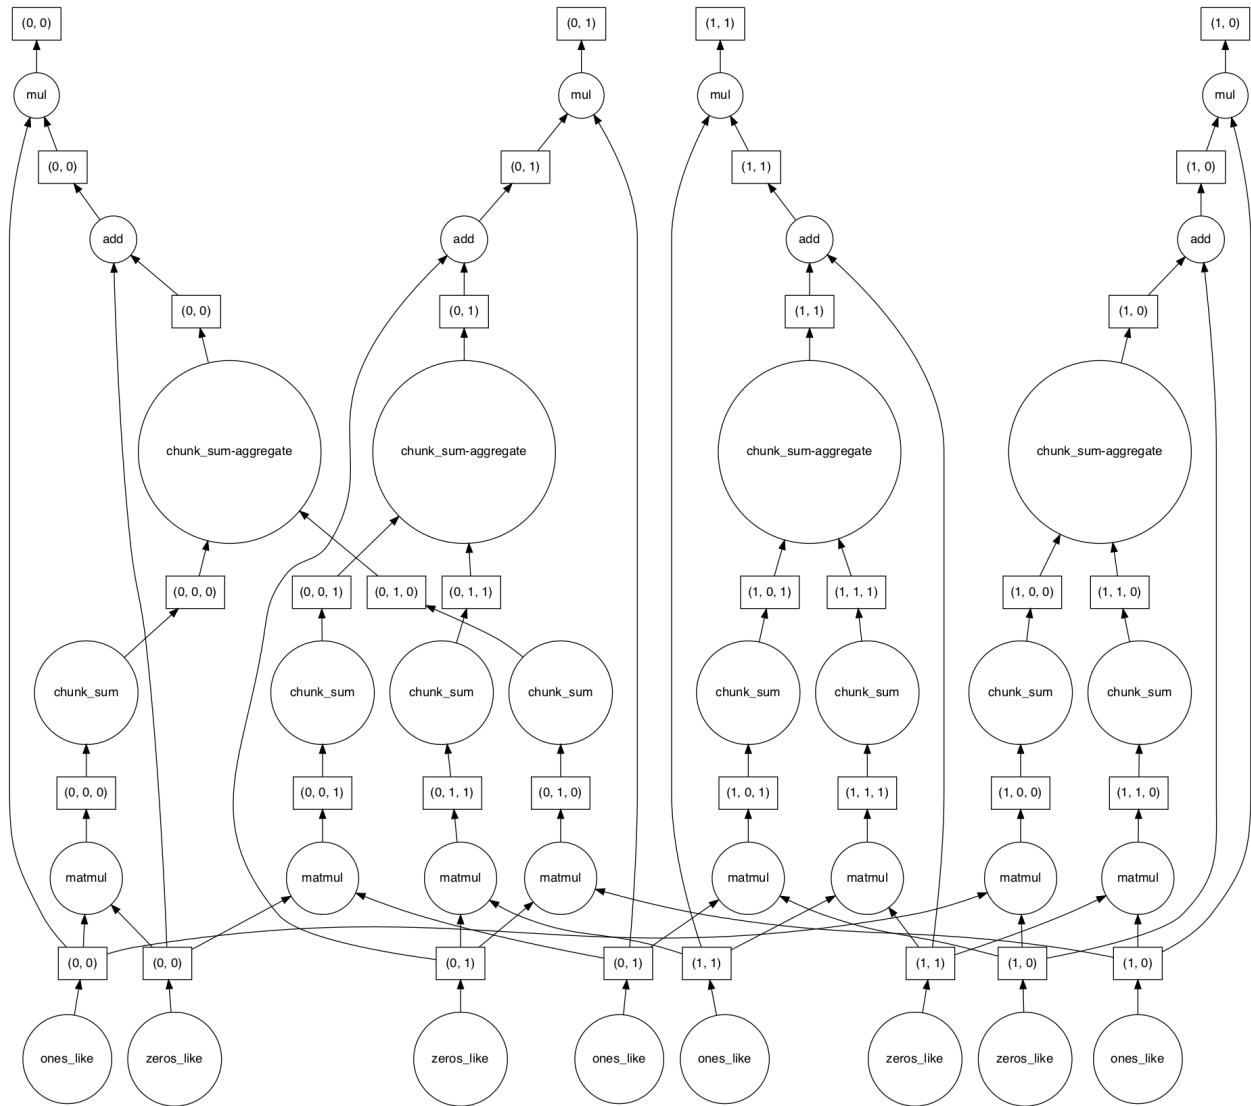 (0, 0)
(0, 1)
(1, 1)
(1, 0)
mul
mul
mul
mul
(0, 0)
(0, 1)
(1, 1)
(1, 0)
add
add
add
add
(0, 0)
(0, 1)
(1, 1)
(1, 0)
chunk_sum-aggregate
chunk_sum-aggregate
chunk_sum-aggregate
chunk_sum-aggregate
(0, 0, 0)
(0, 0, 1)
(0, 1, 0)
(0, 1, 1)
(1, 0, 1)
(1, 1, 1)
(1, 0, 0)
(1, 1, 0)
chunk_sum
chunk_sum
chunk_sum
chunk_sum
chunk_sum
chunk_sum
chunk_sum
chunk_sum
(0, 0, 0)
(0, 0, 1)
(0, 1, 1)
(0, 1, 0)
(1, 0, 1)
(1, 1, 1)
(1, 0, 0)
(1, 1, 0)
matmul
matmul
matmul
matmul
matmul
matmul
matmul
matmul
(0, 0)
(0, 0)
(0, 1)
(0, 1)
(1, 1)
(1, 1)
(1, 0)
(1, 0)
ones_like
zeros_like
zeros_like
ones_like
ones_like
zeros_like
zeros_like
ones_like